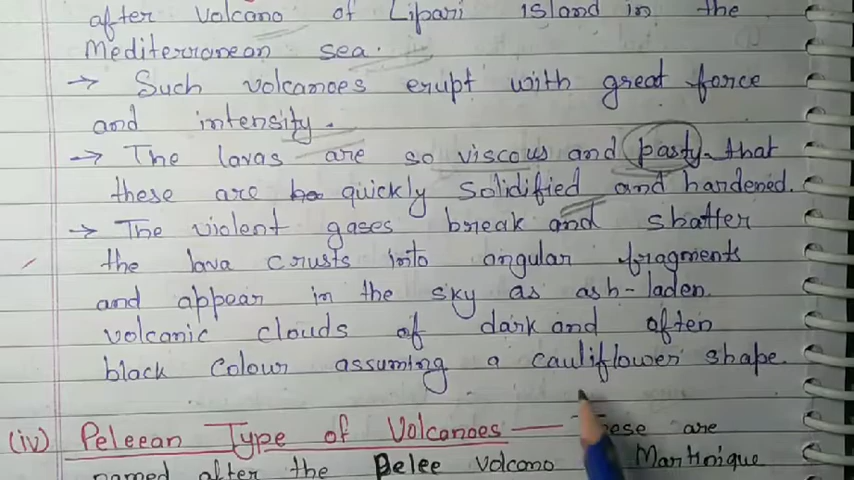 after volcano of Lipari island in the
Mediterranean sea.
→ Such volcanoes erupt with great force
and intensity.
→ The lavas are so viscous and pasty that
these are quickly solidified and hardened.
→ The violent gases break and shatter
the lava crusts into angular fragments
and appear in the sky as ash-laden
volcanic clouds of dark and often
black colour assuming a cauliflower shape.
(iv) Peleean Type of Volcanoes — These are
named after the Pelee volcano Martinique